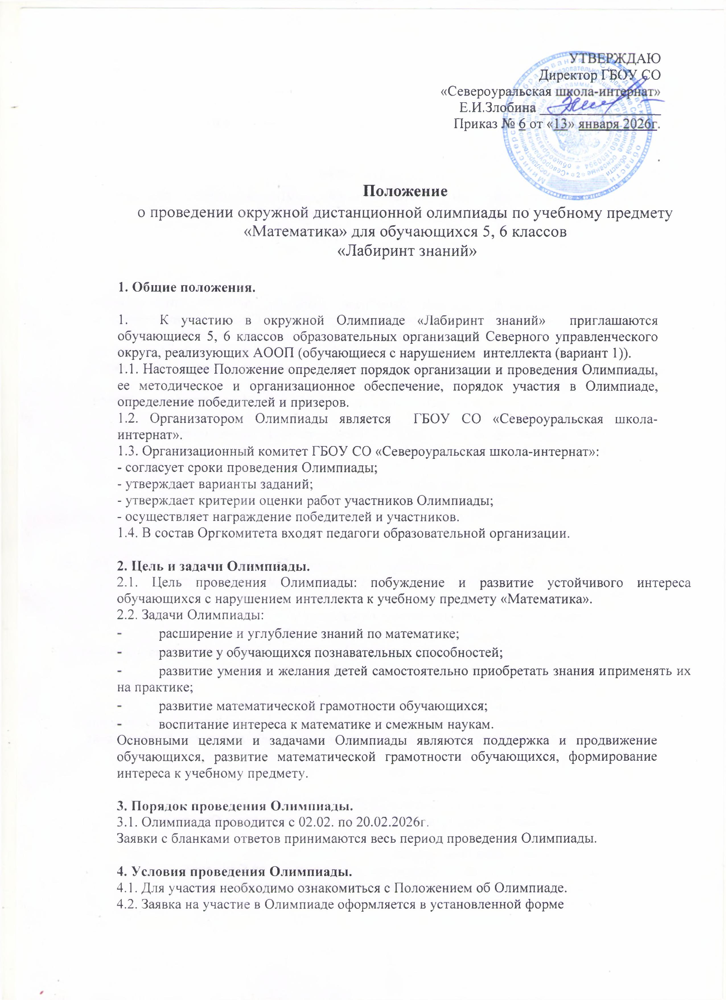 УТВЕРЖДАЮ
Директор ГБОУ СО
«Североуральская школа-интернат»
Е.И.Злобина
Приказ № 6 от «13» января 2026г.
Положение
о проведении окружной дистанционной олимпиады по учебному предмету
«Математика» для обучающихся 5, 6 классов
«Лабиринт знаний»
1. Общие положения.
1. К участию в окружной Олимпиаде «Лабиринт знаний» приглашаются
обучающиеся 5, 6 классов образовательных организаций Северного управленческого
округа, реализующих АООП (обучающиеся с нарушением интеллекта (вариант 1)).
1.1. Настоящее Положение определяет порядок организации и проведения Олимпиады,
ее методическое и организационное обеспечение, порядок участия в Олимпиаде,
определение победителей и призеров.
1.2. Организатором Олимпиады является ГБОУ СО «Североуральская школа-
интернат».
1.3. Организационный комитет ГБОУ СО «Североуральская школа-интернат»:
- согласует сроки проведения Олимпиады;
- утверждает варианты заданий;
- утверждает критерии оценки работ участников Олимпиады;
- осуществляет награждение победителей и участников.
1.4. В состав Оргкомитета входят педагоги образовательной организации.
2. Цель и задачи Олимпиады.
2.1. Цель проведения Олимпиады: побуждение и развитие устойчивого интереса
обучающихся с нарушением интеллекта к учебному предмету «Математика».
2.2. Задачи Олимпиады:
- расширение и углубление знаний по математике;
- развитие у обучающихся познавательных способностей;
- развитие умения и желания детей самостоятельно приобретать знания иприменять их
на практике;
- развитие математической грамотности обучающихся;
- воспитание интереса к математике и смежным наукам.
Основными целями и задачами Олимпиады являются поддержка и продвижение
обучающихся, развитие математической грамотности обучающихся, формирование
интереса к учебному предмету.
3. Порядок проведения Олимпиады.
3.1. Олимпиада проводится с 02.02. по 20.02.2026г.
Заявки с бланками ответов принимаются весь период проведения Олимпиады.
4. Условия проведения Олимпиады.
4.1. Для участия необходимо ознакомиться с Положением об Олимпиаде.
4.2. Заявка на участие в Олимпиаде оформляется в установленной форме